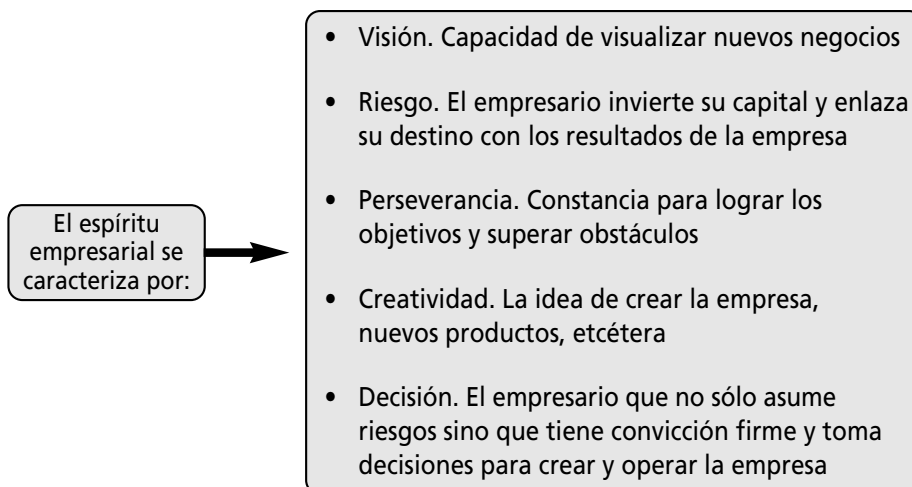 El espíritu
empresarial se
caracteriza por:
• Visión. Capacidad de visualizar nuevos negocios
• Riesgo. El empresario invierte su capital y enlaza
su destino con los resultados de la empresa
• Perseverancia. Constancia para lograr los
objetivos y superar obstáculos
• Creatividad. La idea de crear la empresa,
nuevos productos, etcétera
• Decisión. El empresario que no sólo asume
riesgos sino que tiene convicción firme y toma
decisiones para crear y operar la empresa